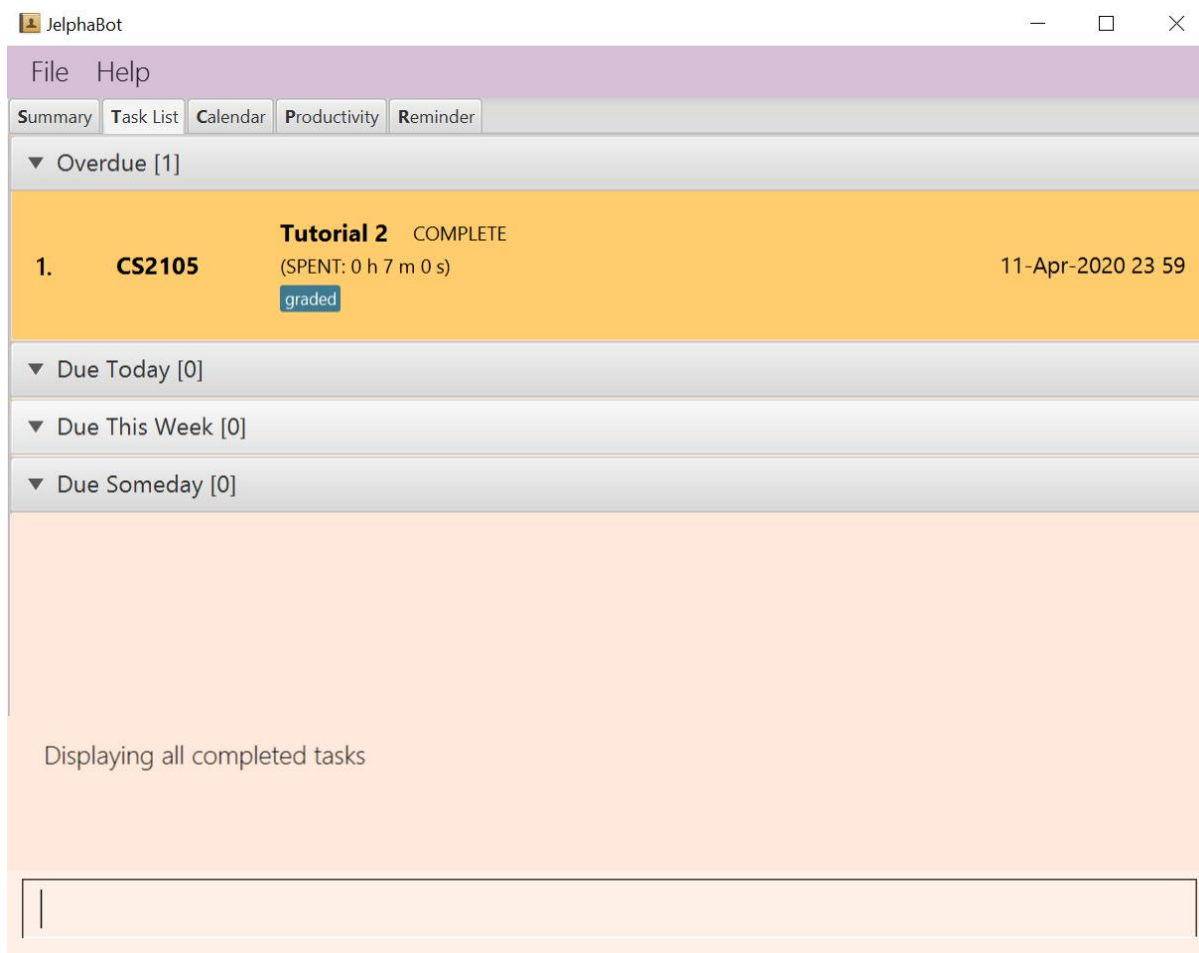 JelphaBot
File Help
Summary Task List Calendar Productivity Reminder
Overdue [1]
1. CS2105 Tutorial 2 COMPLETE
(SPENT: 0 h 7 m 0 s) 11-Apr-2020 23 59
graded
Due Today [0]
Due This Week [0]
Due Someday [0]
Displaying all completed tasks